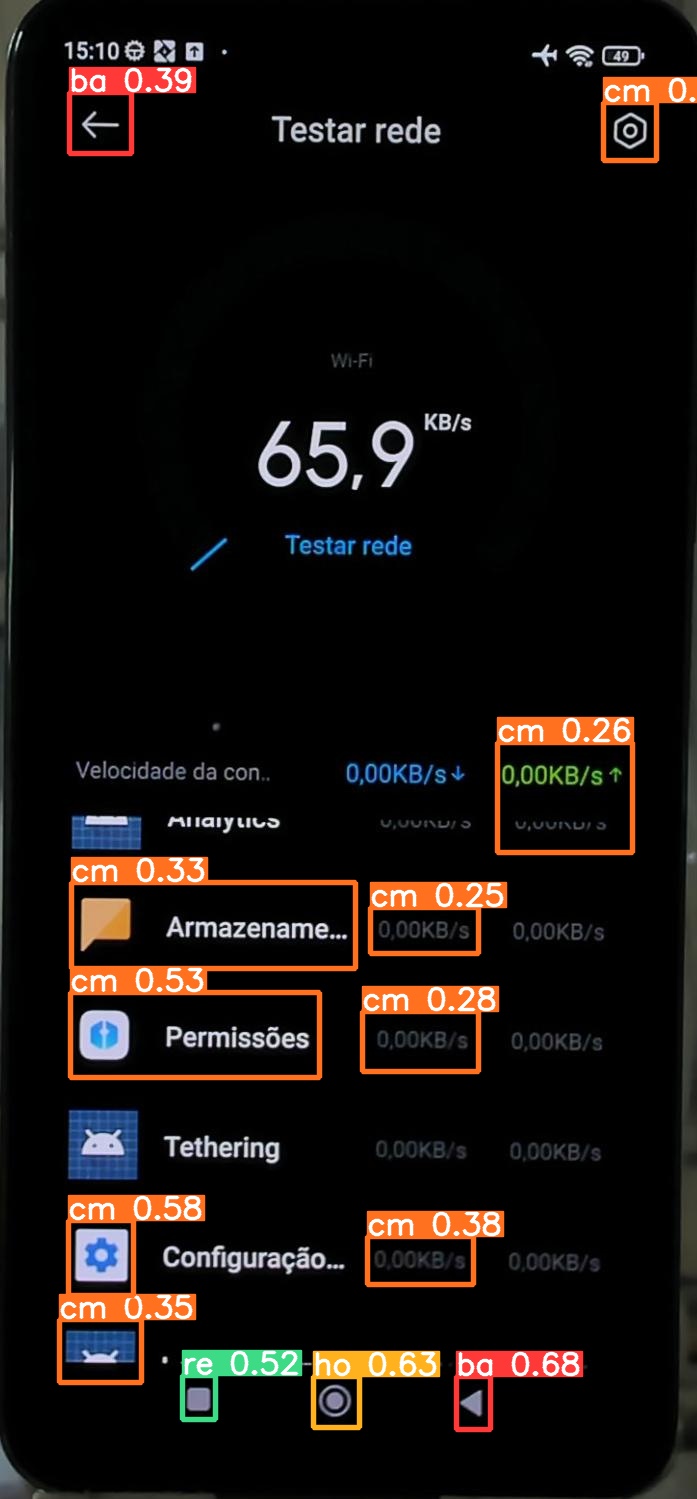 15:10 49
ba 0.39
cm 0.
Testar rede
Wi-Fi
65,9 KB/s
Testar rede
cm 0.26
Velocidade da con.. 0,00KB/s↓ 0,00KB/s↑
Analytics 0,00KB/s 0,00KB/s
cm 0.33
cm 0.25
Armazename... 0,00KB/s 0,00KB/s
cm 0.53
cm 0.28
Permissões 0,00KB/s 0,00KB/s
Tethering 0,00KB/s 0,00KB/s
cm 0.58
cm 0.38
Configuração... 0,00KB/s 0,00KB/s
cm 0.35
re 0.52 ho 0.63 ba 0.68